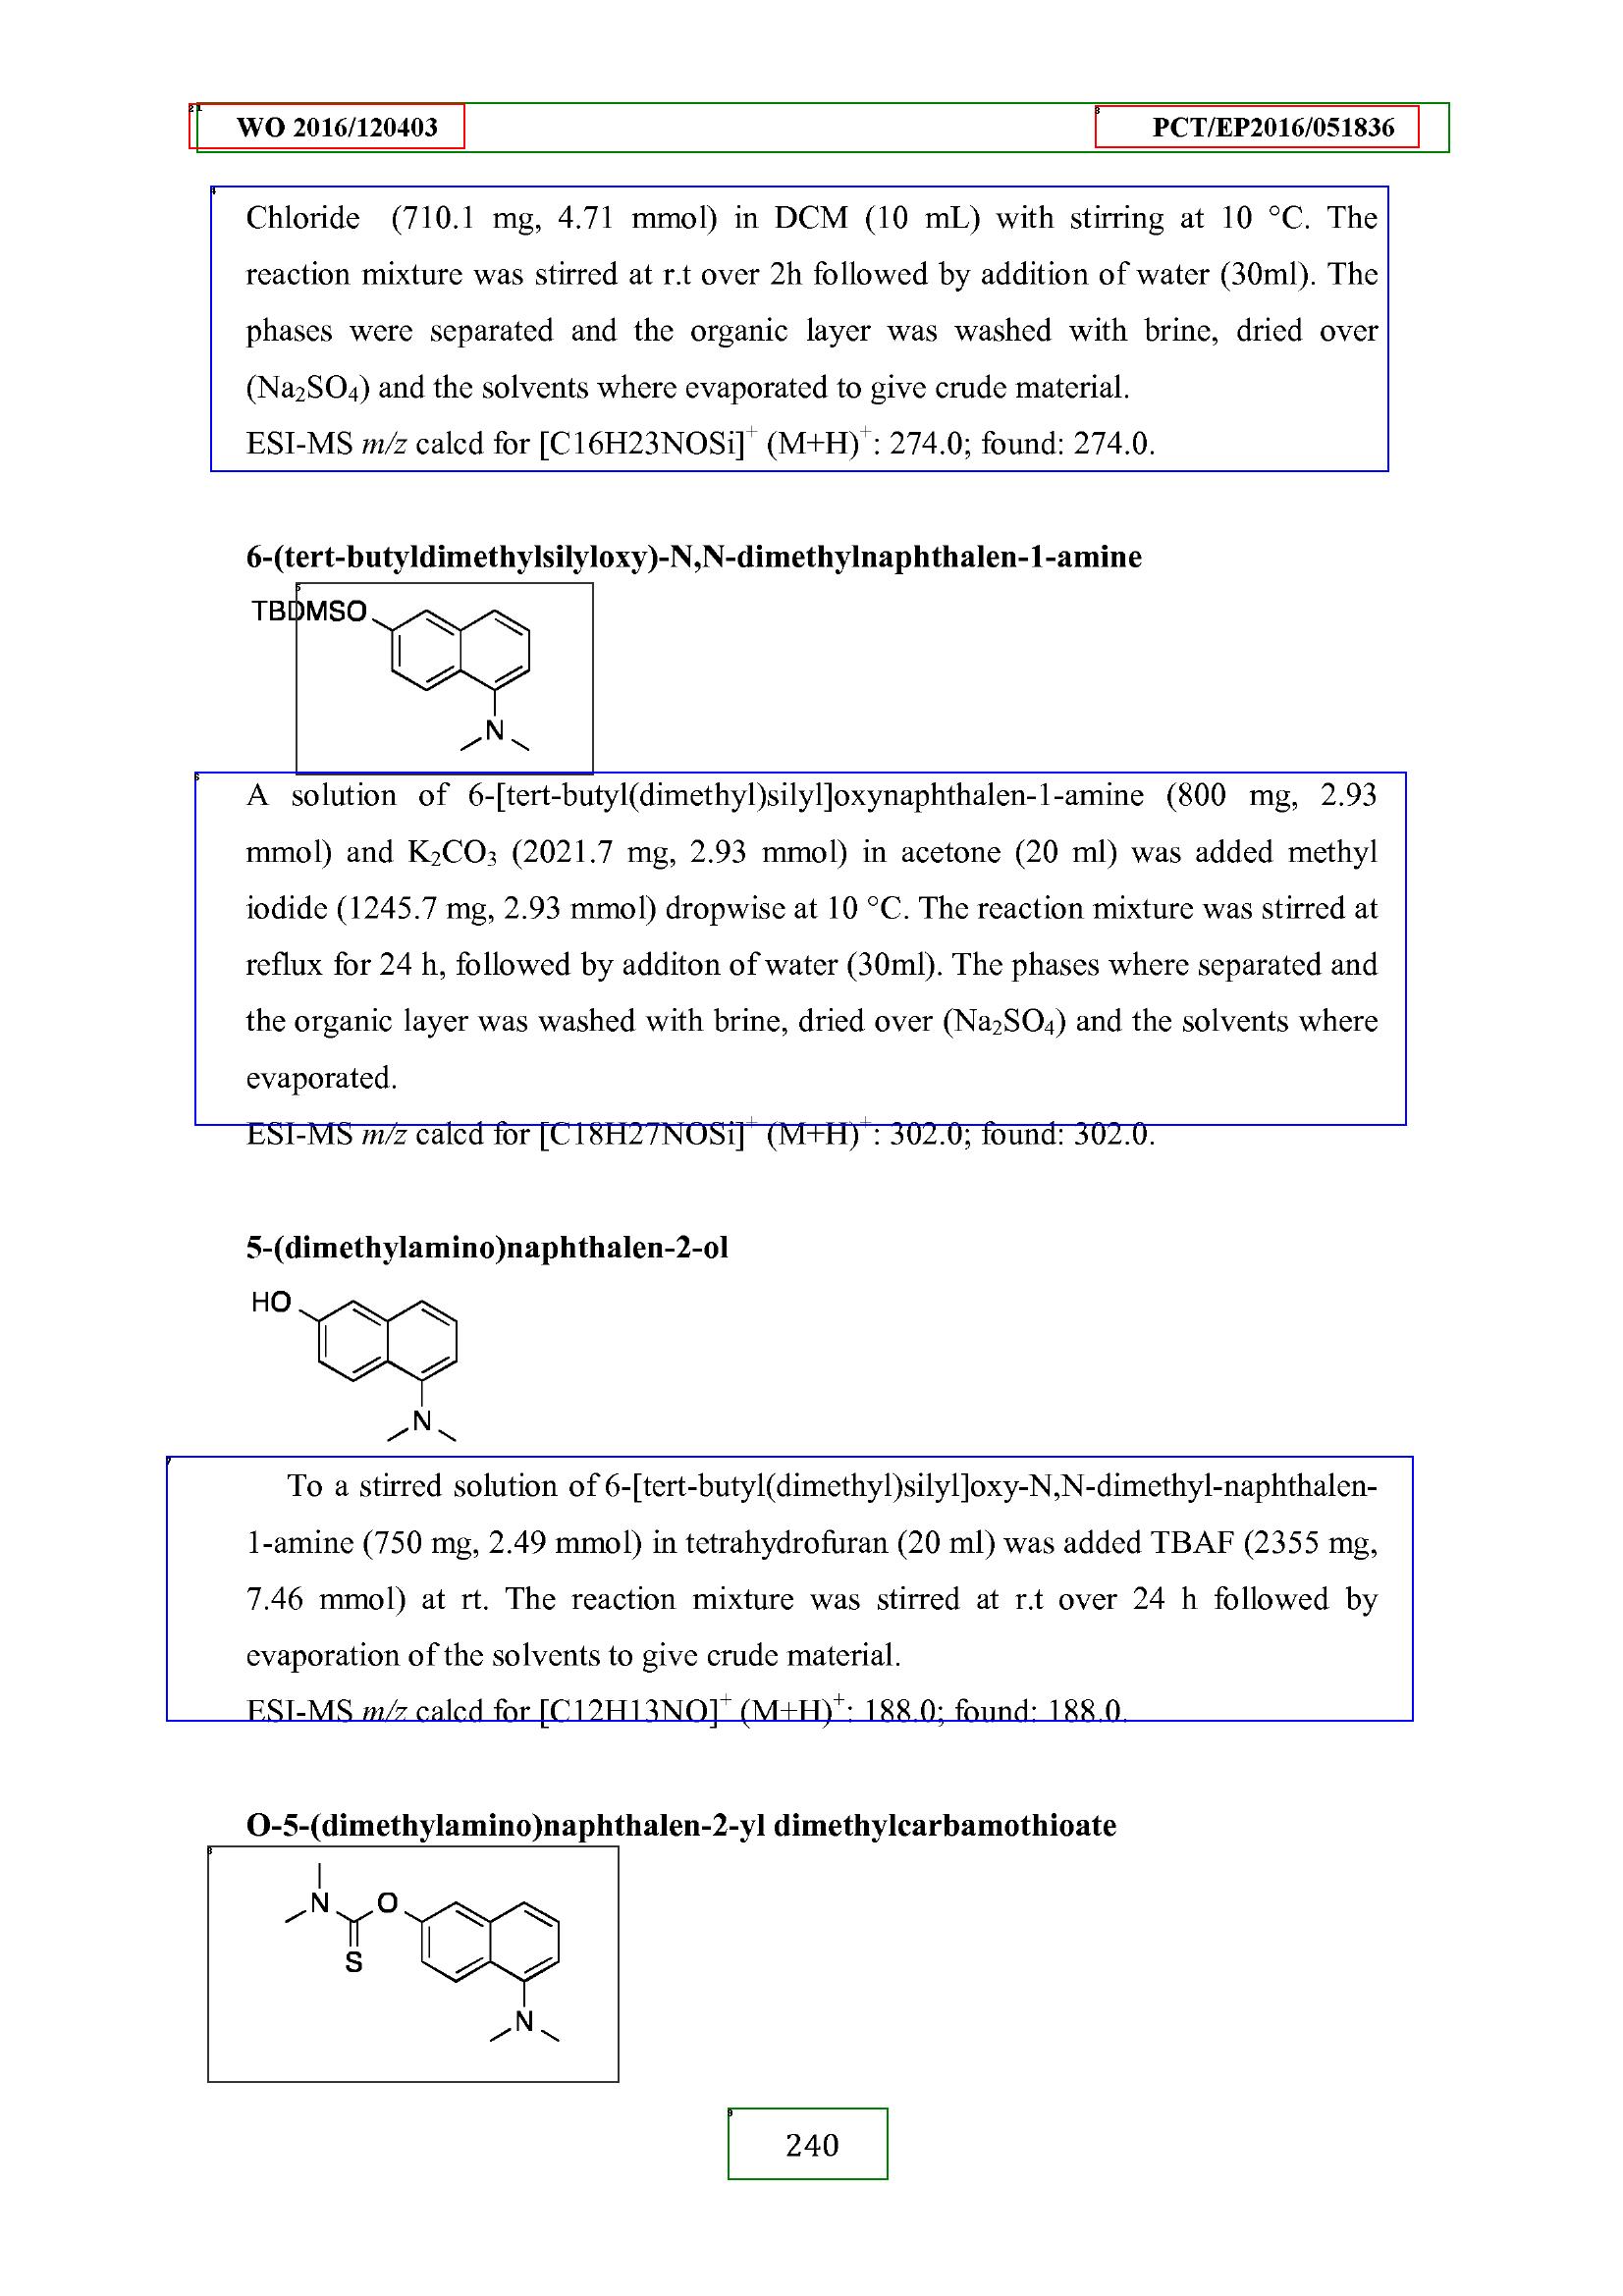 WO 2016/120403 PCT/EP2016/051836
Chloride (710.1 mg, 4.71 mmol) in DCM (10 mL) with stirring at 10 °C. The
reaction mixture was stirred at r.t over 2h followed by addition of water (30ml). The
phases were separated and the organic layer was washed with brine, dried over
(Na₂SO₄) and the solvents where evaporated to give crude material.
ESI-MS m/z calcd for [C16H23NOSi]⁺ (M+H)⁺: 274.0; found: 274.0.
6-(tert-butyldimethylsilyloxy)-N,N-dimethylnaphthalen-1-amine
TBDMSO
N
A solution of 6-[tert-butyl(dimethyl)silyl]oxynaphthalen-1-amine (800 mg, 2.93
mmol) and K₂CO₃ (2021.7 mg, 2.93 mmol) in acetone (20 ml) was added methyl
iodide (1245.7 mg, 2.93 mmol) dropwise at 10 °C. The reaction mixture was stirred at
reflux for 24 h, followed by additon of water (30ml). The phases where separated and
the organic layer was washed with brine, dried over (Na₂SO₄) and the solvents where
evaporated.
ESI-MS m/z calcd for [C18H27NOSi]⁺ (M+H)⁺: 302.0; found: 302.0.
5-(dimethylamino)naphthalen-2-ol
HO
N
To a stirred solution of 6-[tert-butyl(dimethyl)silyl]oxy-N,N-dimethyl-naphthalen-
1-amine (750 mg, 2.49 mmol) in tetrahydrofuran (20 ml) was added TBAF (2355 mg,
7.46 mmol) at rt. The reaction mixture was stirred at r.t over 24 h followed by
evaporation of the solvents to give crude material.
ESI-MS m/z calcd for [C12H13NO]⁺ (M+H)⁺: 188.0; found: 188.0.
O-5-(dimethylamino)naphthalen-2-yl dimethylcarbamothioate
N O
S
N
240